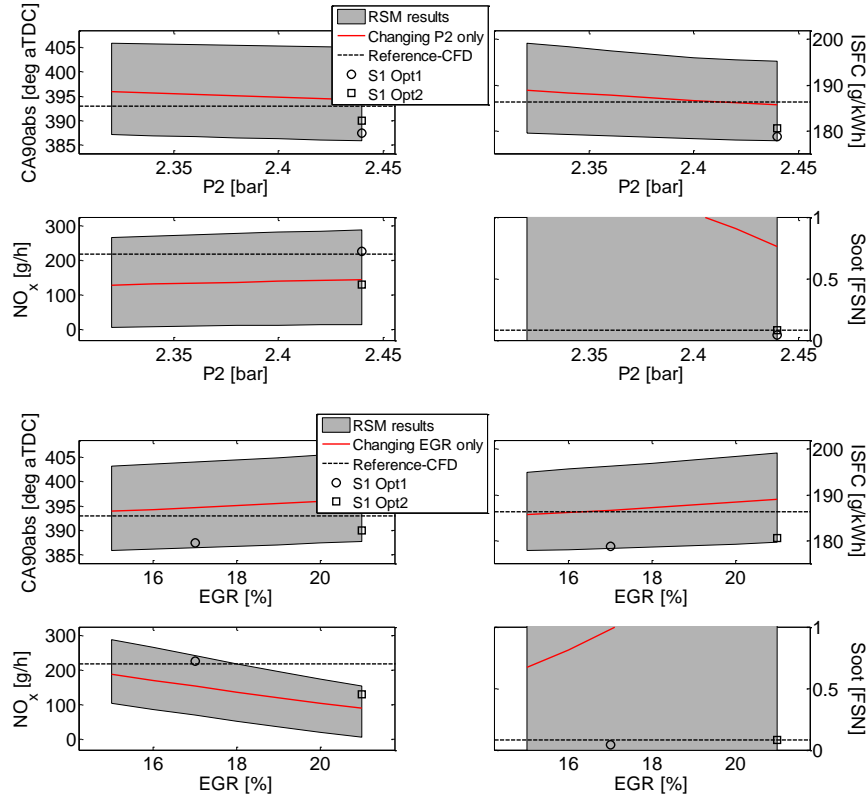 CA90abs [deg aTDC]
405
400
395
390
385
2.35
2.4
2.45
P2 [bar]
RSM results
Changing P2 only
Reference-CFD
S1 Opt1
S1 Opt2
ISFC [g/kWh]
200
190
180
2.35
2.4
2.45
P2 [bar]
NOx [g/h]
300
200
100
0
2.35
2.4
2.45
P2 [bar]
Soot [FSN]
1
0.5
0
2.35
2.4
2.45
P2 [bar]
CA90abs [deg aTDC]
405
395
385
16
18
20
EGR [%]
RSM results
Changing EGR only
Reference-CFD
S1 Opt1
S1 Opt2
ISFC [g/kWh]
200
190
180
16
18
20
EGR [%]
NOx [g/h]
300
200
100
0
16
18
20
EGR [%]
Soot [FSN]
1
0.5
0
16
18
20
EGR [%]